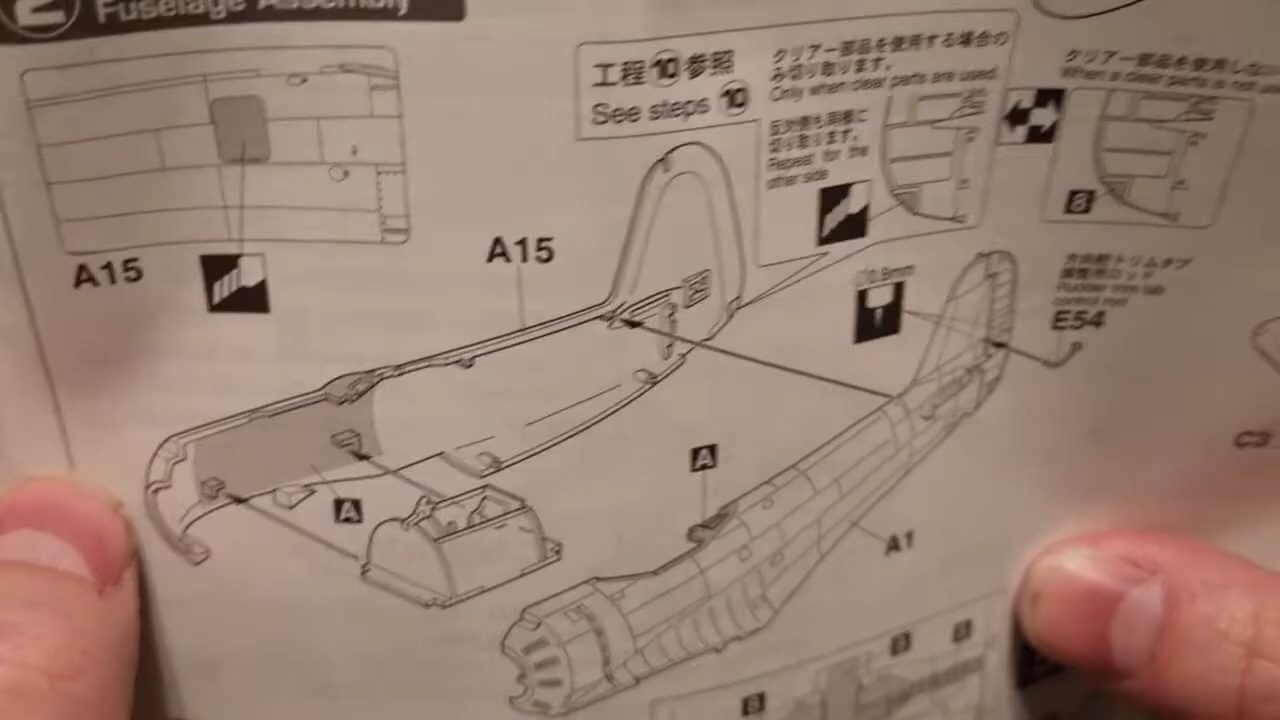 2
Fuselage Assembly
A15
工程⑩参照
See steps ⑩
クリアー部品を使用する場合の
み切り取ります。
Only when clear parts are used.
反対側も同様に
切り取ります。
Repeat for the
other side
クリアー部品を使用しない
When a clear parts is not
B
A15
0.8mm
方向舵トリムタブ
調整用ロッド
Rudder trim tab
control rod
E54
C3
A
A
A1
B